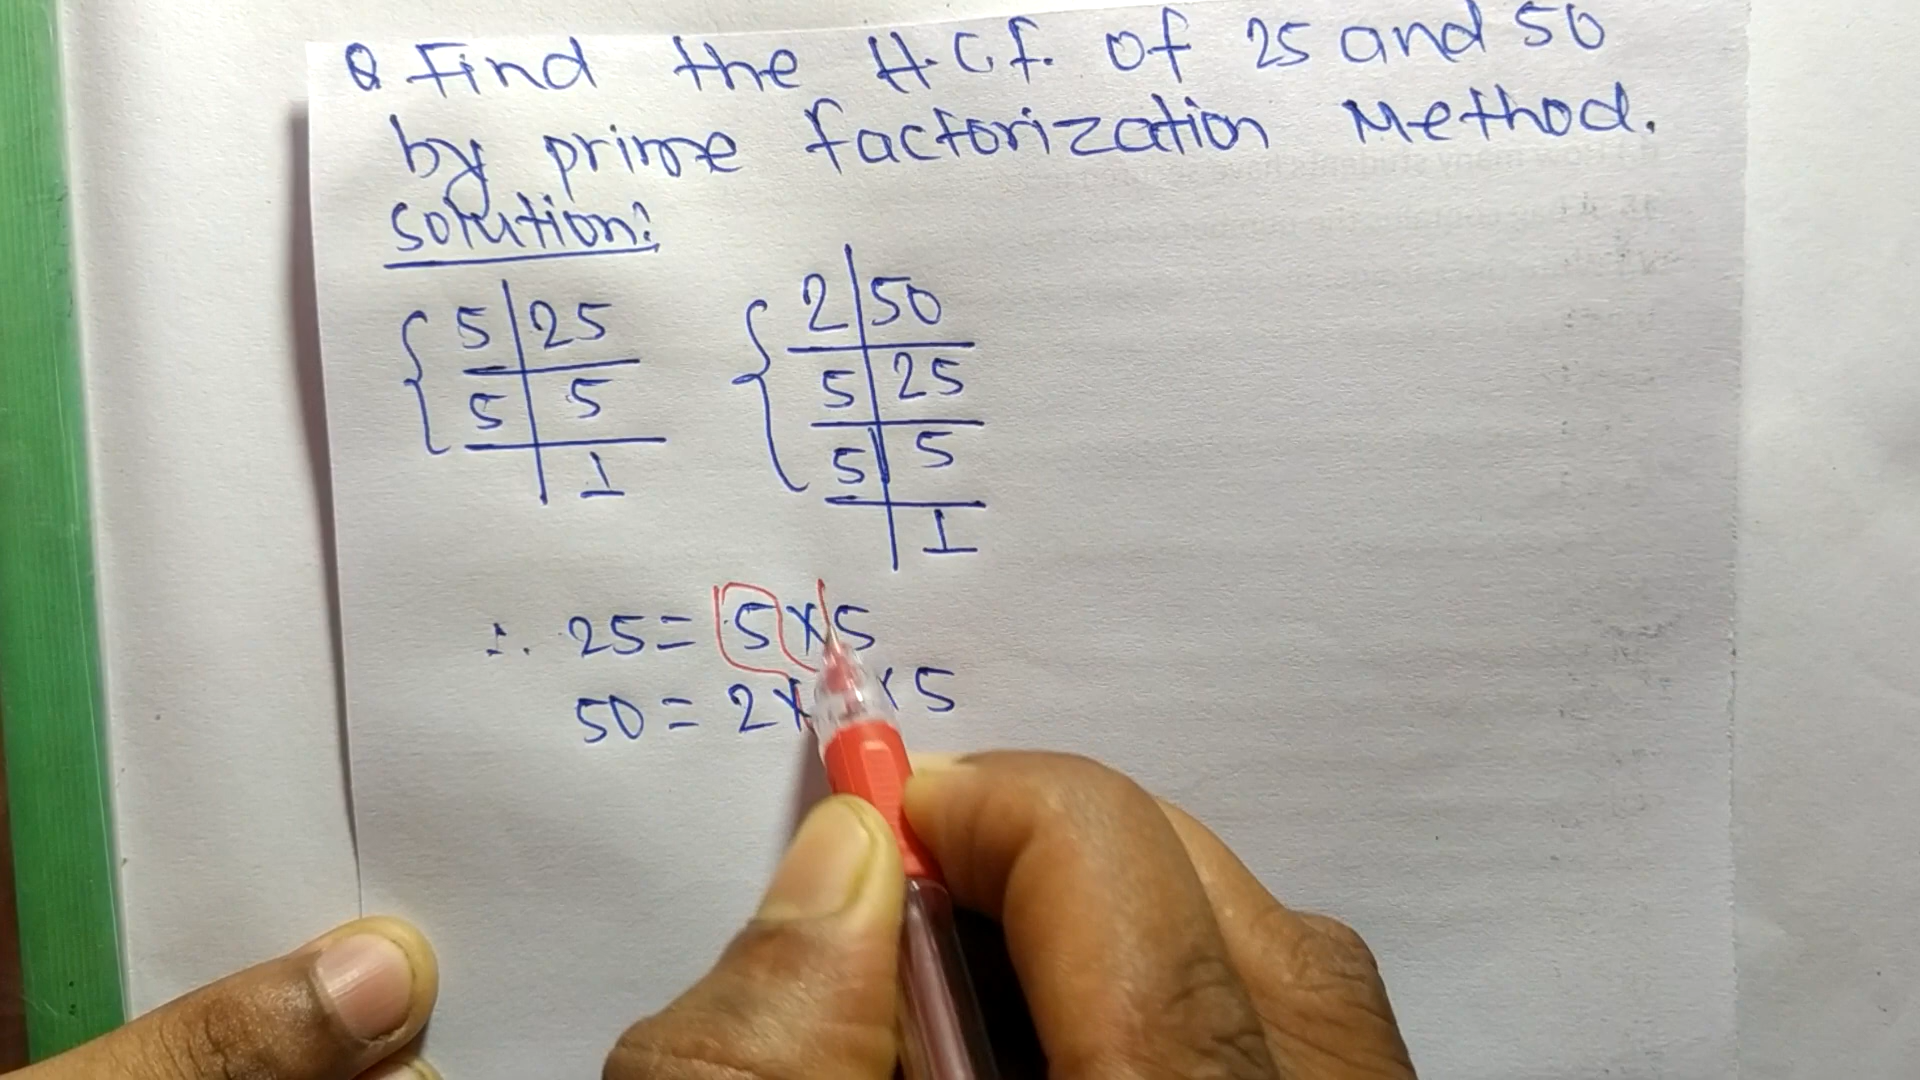 Q Find the H.C.f. of 25 and 50
by prime factorization Method.
solution:
5 25
5 5
1
2 50
5 25
5 5
1
∴ 25 = 5 × 5
50 = 2 × × 5